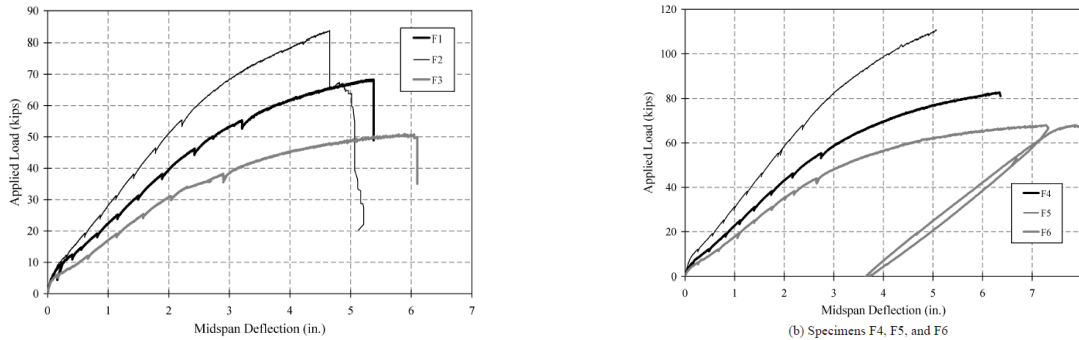 90
80
70
60
50
40
30
20
10
0
Applied Load (kips)
F1
F2
F3
0 1 2 3 4 5 6 7
Midspan Deflection (in.)
120
100
80
60
40
20
0
Applied Load (kips)
F4
F5
F6
0 1 2 3 4 5 6 7
Midspan Deflection (in.)
(b) Specimens F4, F5, and F6